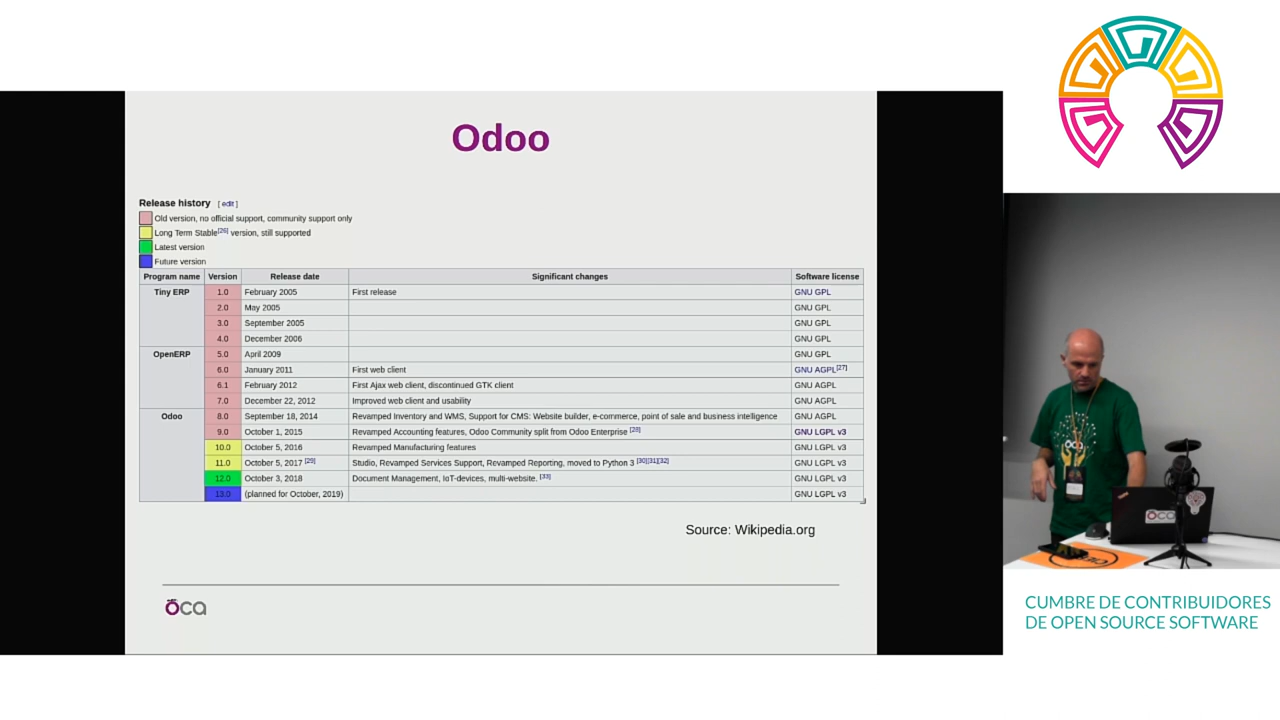 Odoo
Release history [ edit ]
Old version, no official support, community support only
Long Term Stable[26] version, still supported
Latest version
Future version
Program name Version Release date Significant changes Software license
Tiny ERP 1.0 February 2005 First release GNU GPL
2.0 May 2005 GNU GPL
3.0 September 2005 GNU GPL
4.0 December 2006 GNU GPL
OpenERP 5.0 April 2009 GNU GPL
6.0 January 2011 First web client GNU AGPL[27]
6.1 February 2012 First Ajax web client, discontinued GTK client GNU AGPL
7.0 December 22, 2012 Improved web client and usability GNU AGPL
Odoo 8.0 September 18, 2014 Revamped Inventory and WMS, Support for CMS: Website builder, e-commerce, point of sale and business intelligence GNU AGPL
9.0 October 1, 2015 Revamped Accounting features, Odoo Community split from Odoo Enterprise [28] GNU LGPL v3
10.0 October 5, 2016 Revamped Manufacturing features GNU LGPL v3
11.0 October 5, 2017 [29] Studio, Revamped Services Support, Revamped Reporting, moved to Python 3 [30][31][32] GNU LGPL v3
12.0 October 3, 2018 Document Management, IoT-devices, multi-website. [33] GNU LGPL v3
13.0 (planned for October, 2019) GNU LGPL v3
Source: Wikipedia.org
oca
oca
CUMBRE DE CONTRIBUIDORES
DE OPEN SOURCE SOFTWARE